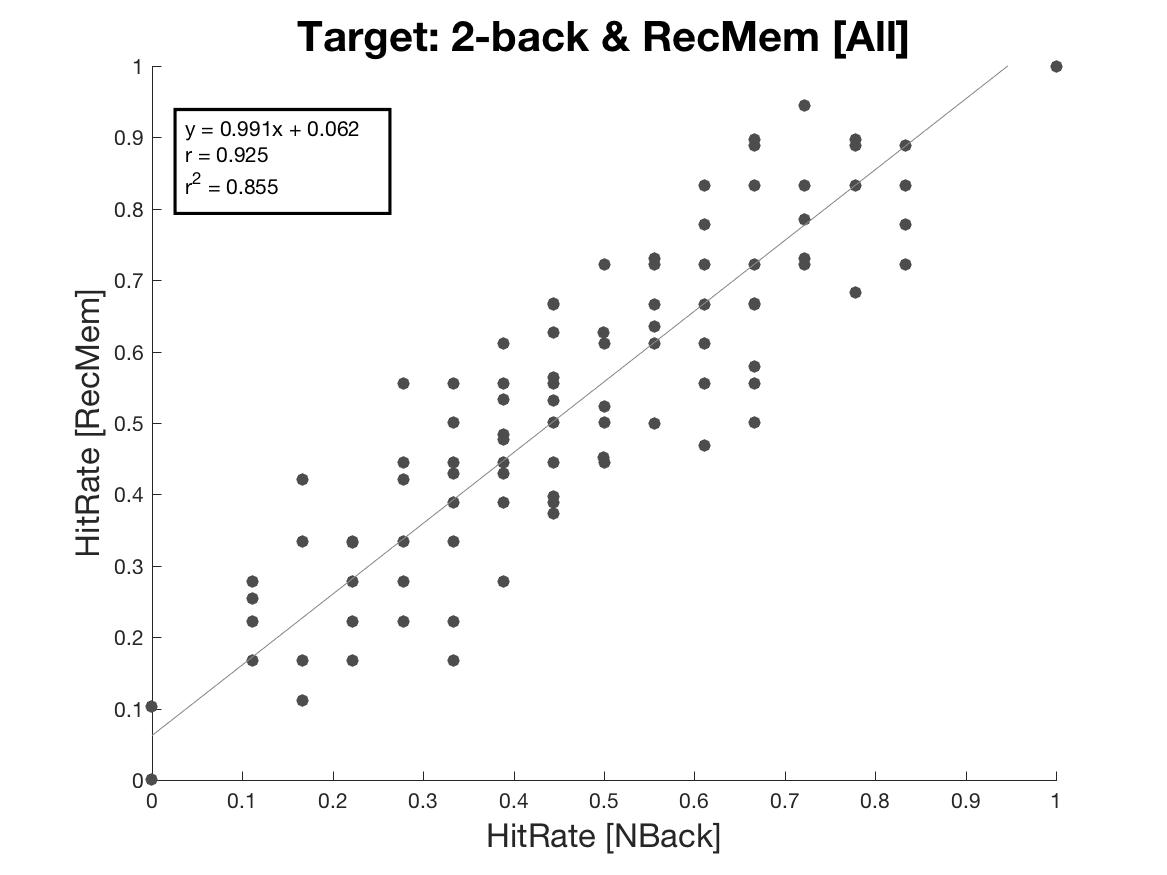 Target: 2-back & RecMem [All]
y = 0.991x + 0.062
r = 0.925
r² = 0.855
HitRate [RecMem]
1
0.9
0.8
0.7
0.6
0.5
0.4
0.3
0.2
0.1
0
0 0.1 0.2 0.3 0.4 0.5 0.6 0.7 0.8 0.9 1
HitRate [NBack]